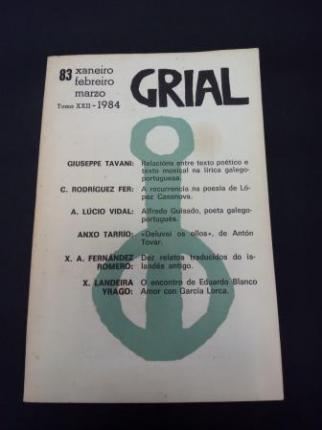 83 xaneiro
febreiro
marzo
Tomo XXII - 1984
GRIAL
GIUSEPPE TAVANI: Relacións entre texto poético e
texto musical na lírica galego-
portuguesa.
C. RODRÍGUEZ FER: A recurrencia na poesía de Ló-
pez Casanova.
A. LÚCIO VIDAL: Alfredo Guisado, poeta galego-
portugués.
ANXO TARRÍO: «Deluvei os ollos», de Antón
Tovar.
X. A. FERNÁNDEZ Dez relatos traducidos do is-
ROMERO: landés antigo.
X. LANDEIRA O encontro de Eduardo Blanco
YRAGO: Amor con García Lorca.